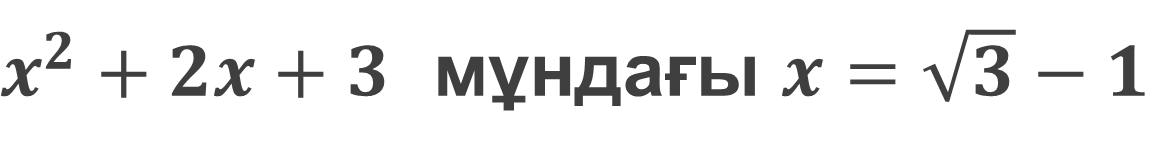 x² + 2x + 3 мұндағы x = √3 − 1